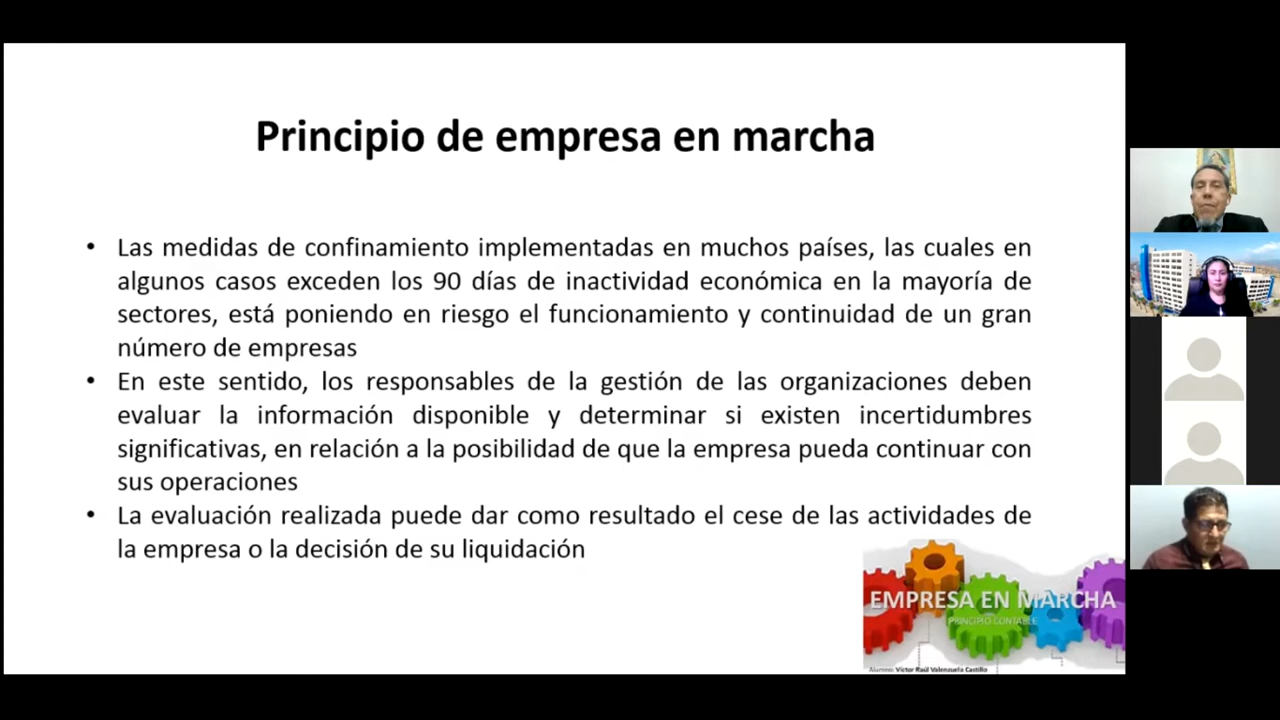 Principio de empresa en marcha
• Las medidas de confinamiento implementadas en muchos países, las cuales en
algunos casos exceden los 90 días de inactividad económica en la mayoría de
sectores, está poniendo en riesgo el funcionamiento y continuidad de un gran
número de empresas
• En este sentido, los responsables de la gestión de las organizaciones deben
evaluar la información disponible y determinar si existen incertidumbres
significativas, en relación a la posibilidad de que la empresa pueda continuar con
sus operaciones
• La evaluación realizada puede dar como resultado el cese de las actividades de
la empresa o la decisión de su liquidación
EMPRESA EN MARCHA
PRINCIPIO CONTABLE
Alumno: Víctor Raúl Valenzuela Castillo